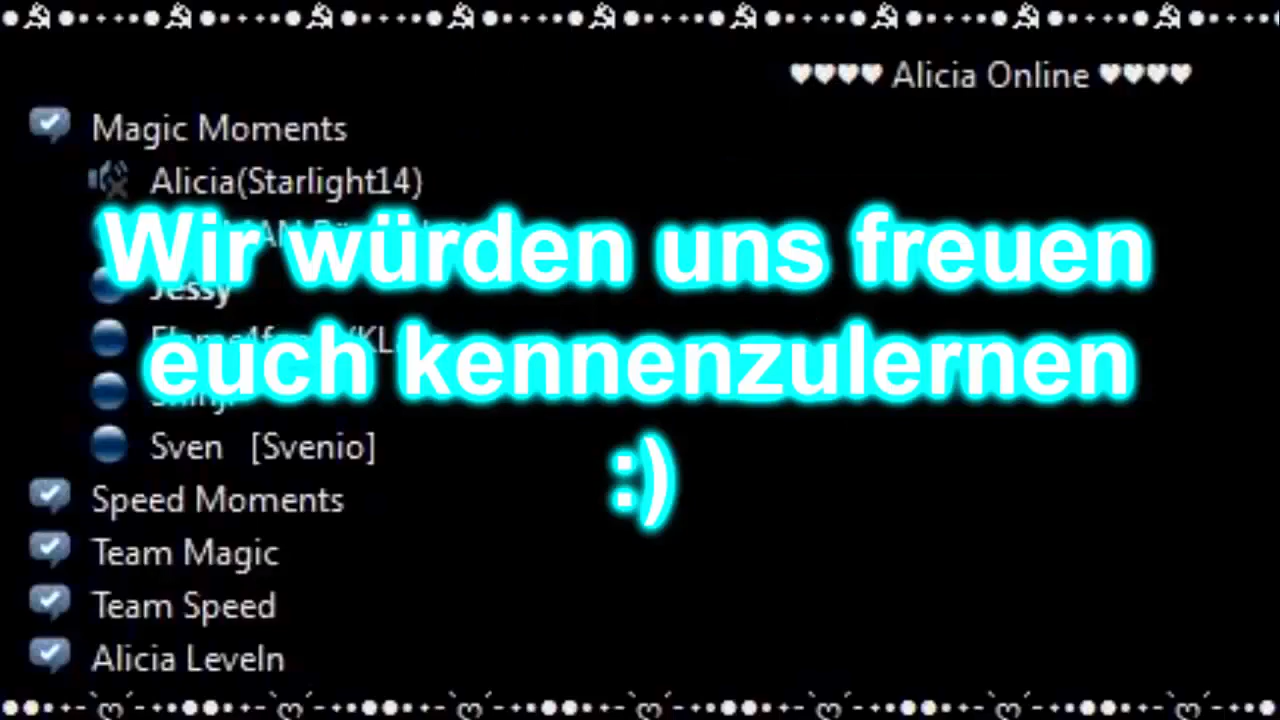 ♥♥♥♥ Alicia Online ♥♥♥♥
Magic Moments
Alicia(Starlight14)
Wir würden uns freuen
Jessy
euch kennenzulernen
Sven [Svenio]
:)
Speed Moments
Team Magic
Team Speed
Alicia Leveln